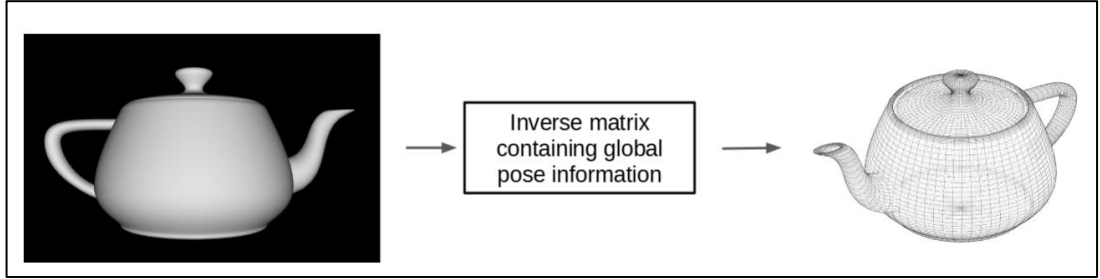 Inverse matrix
containing global
pose information